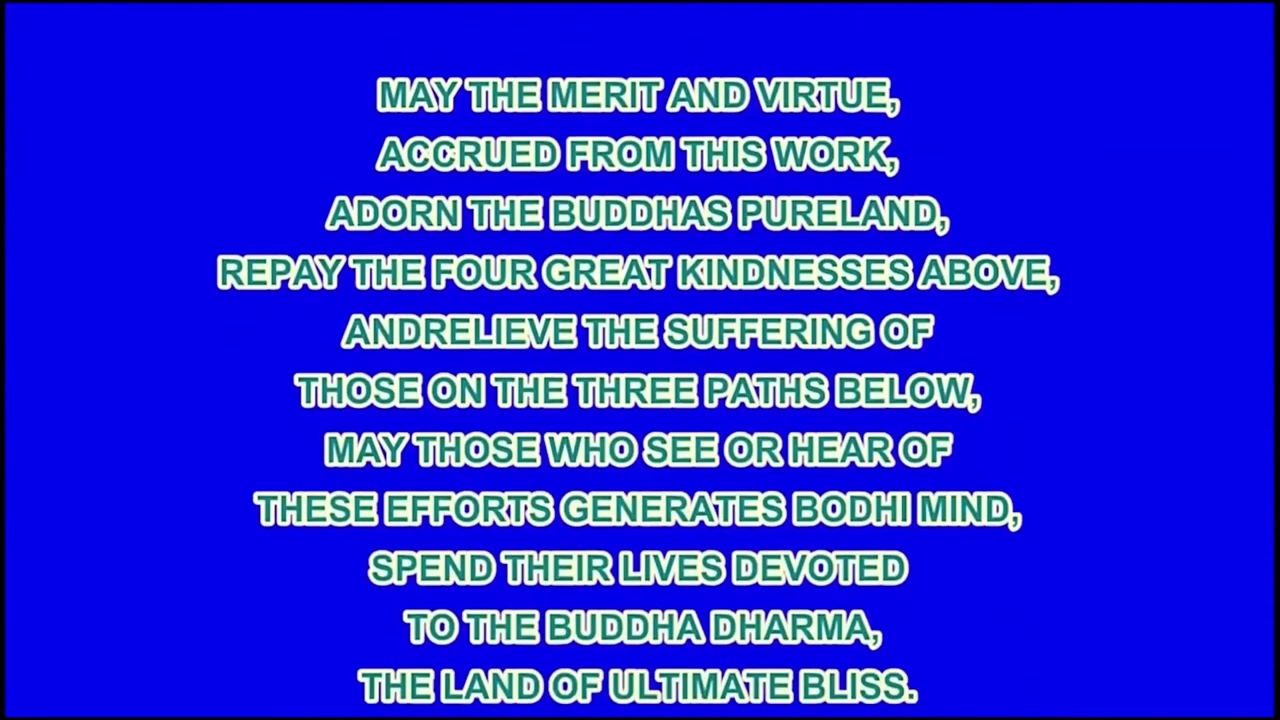 MAY THE MERIT AND VIRTUE,
ACCRUED FROM THIS WORK,
ADORN THE BUDDHAS PURELAND,
REPAY THE FOUR GREAT KINDNESSES ABOVE,
ANDRELIEVE THE SUFFERING OF
THOSE ON THE THREE PATHS BELOW,
MAY THOSE WHO SEE OR HEAR OF
THESE EFFORTS GENERATES BODHI MIND,
SPEND THEIR LIVES DEVOTED
TO THE BUDDHA DHARMA,
THE LAND OF ULTIMATE BLISS.